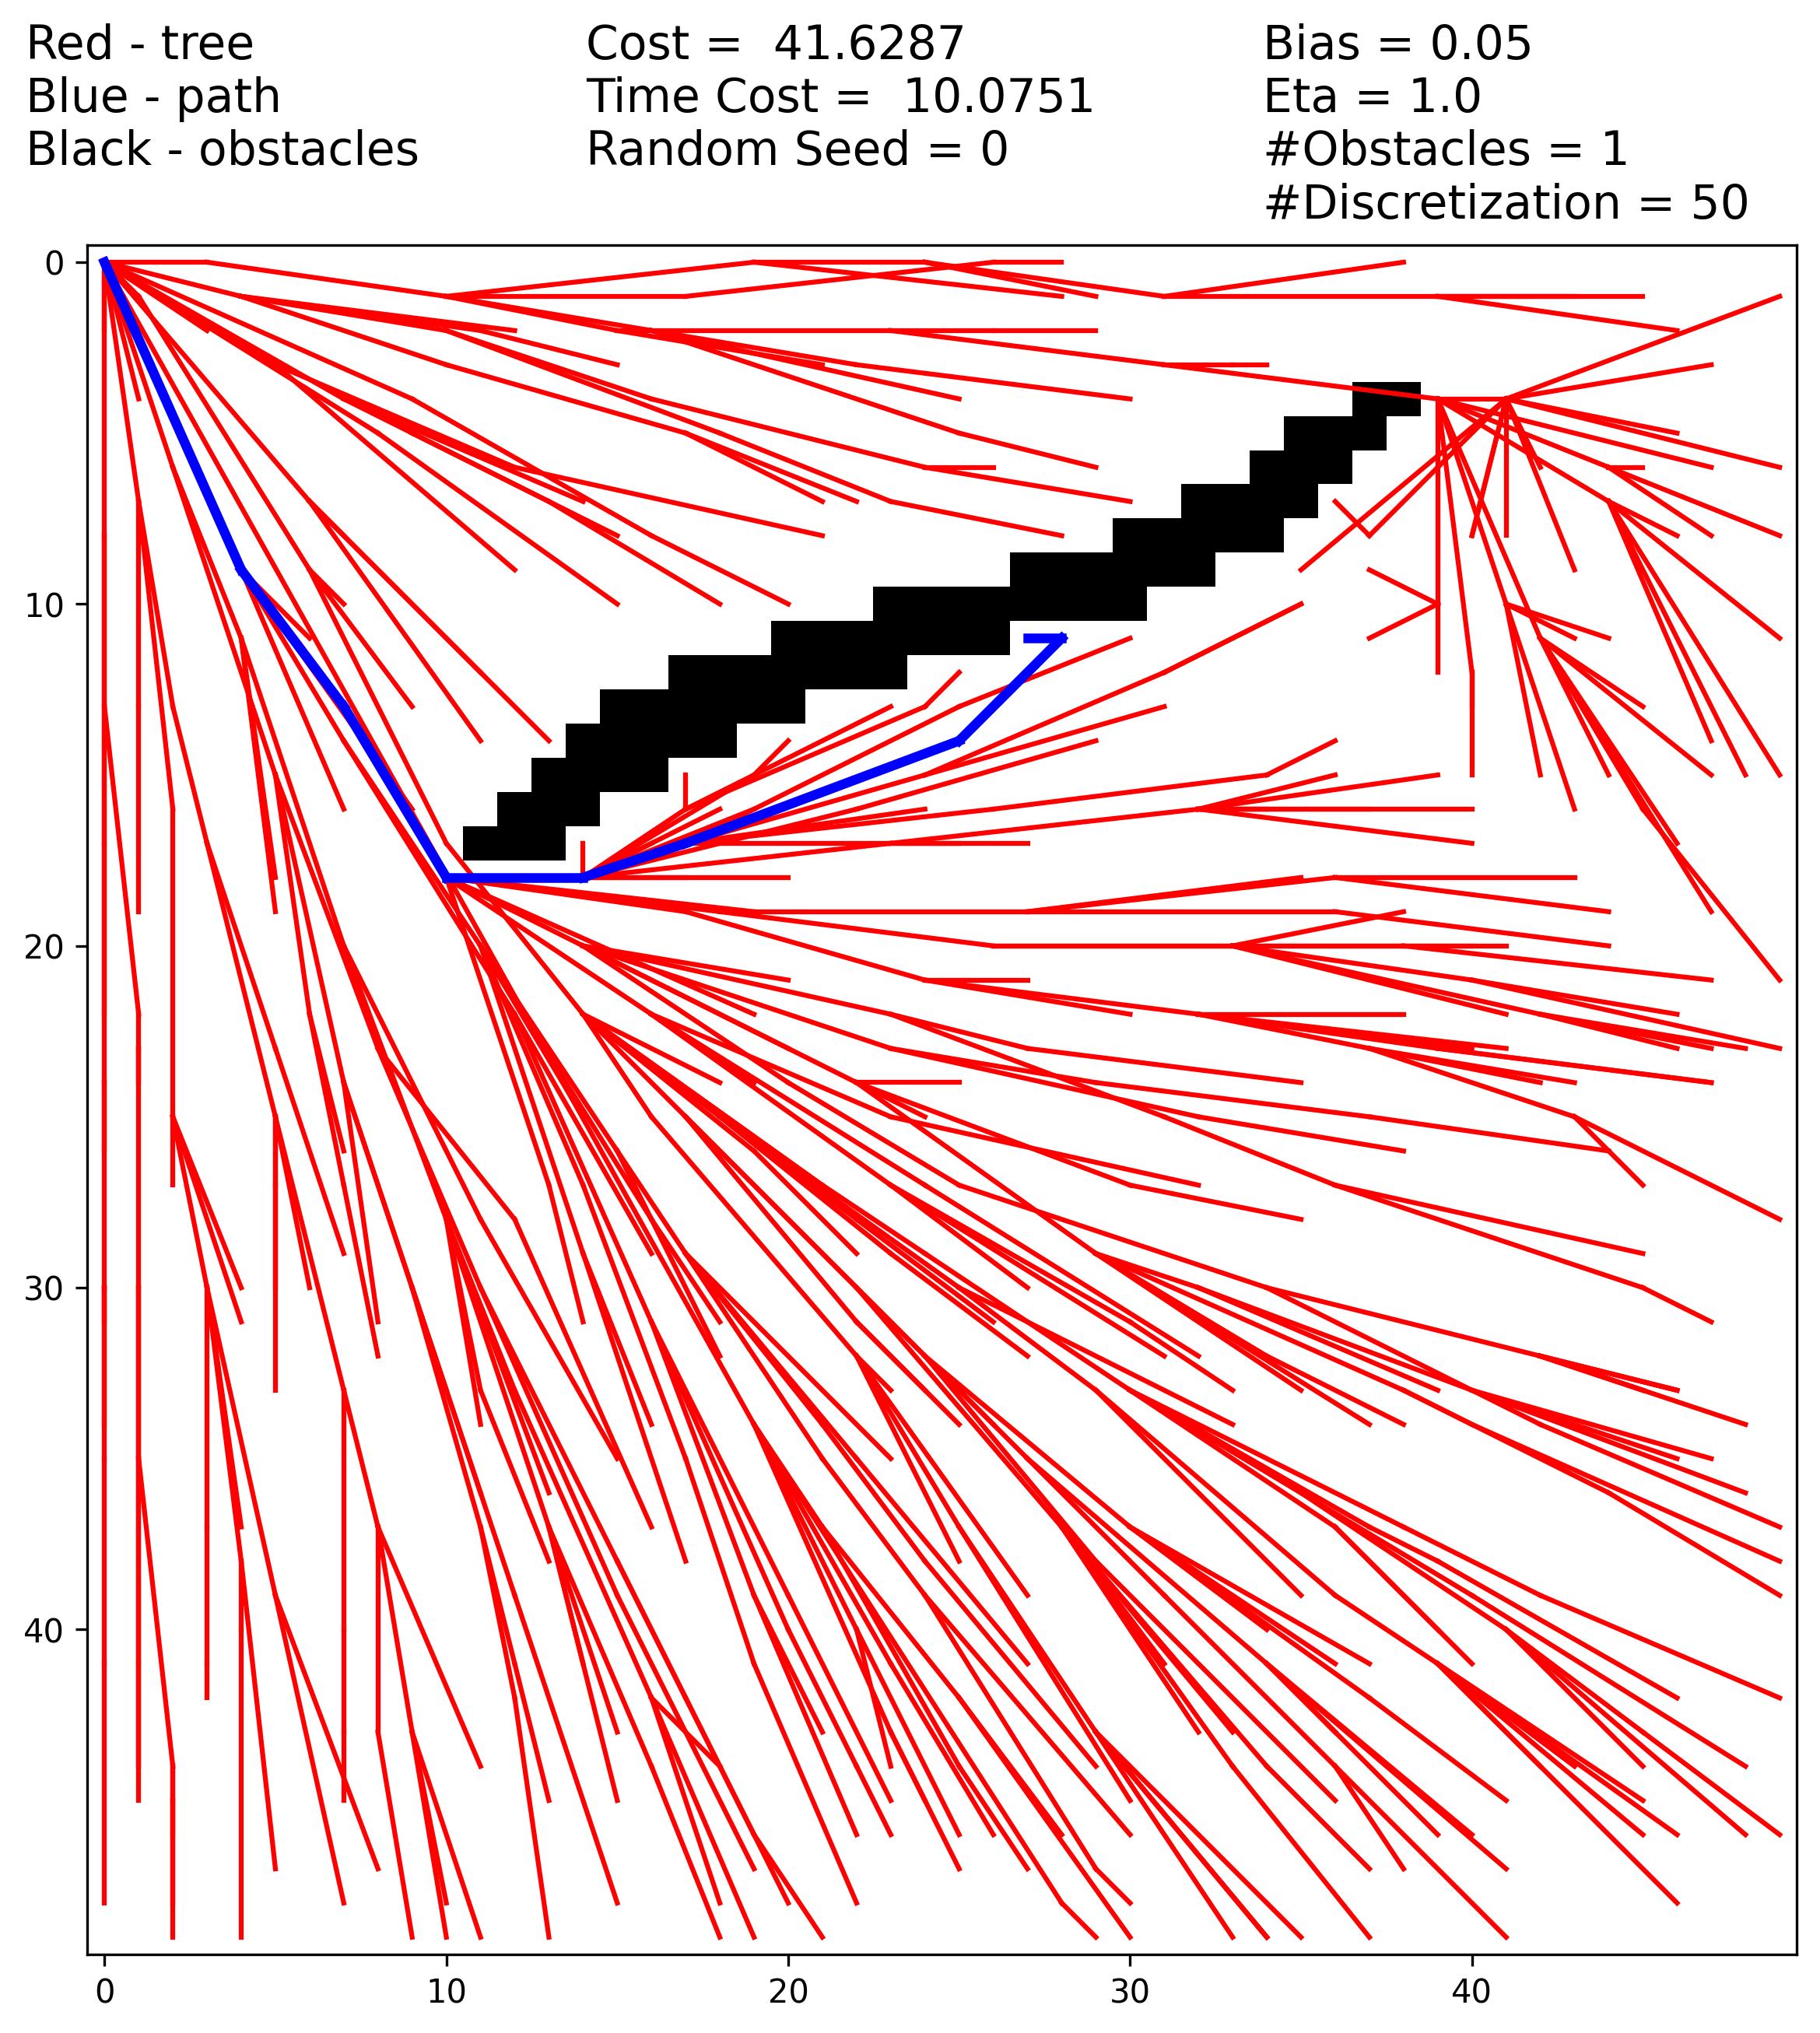 Red - tree
Blue - path
Black - obstacles
Cost =  41.6287
Time Cost =  10.0751
Random Seed = 0
Bias = 0.05
Eta = 1.0
#Obstacles = 1
#Discretization = 50
0
10
20
30
40
0
10
20
30
40